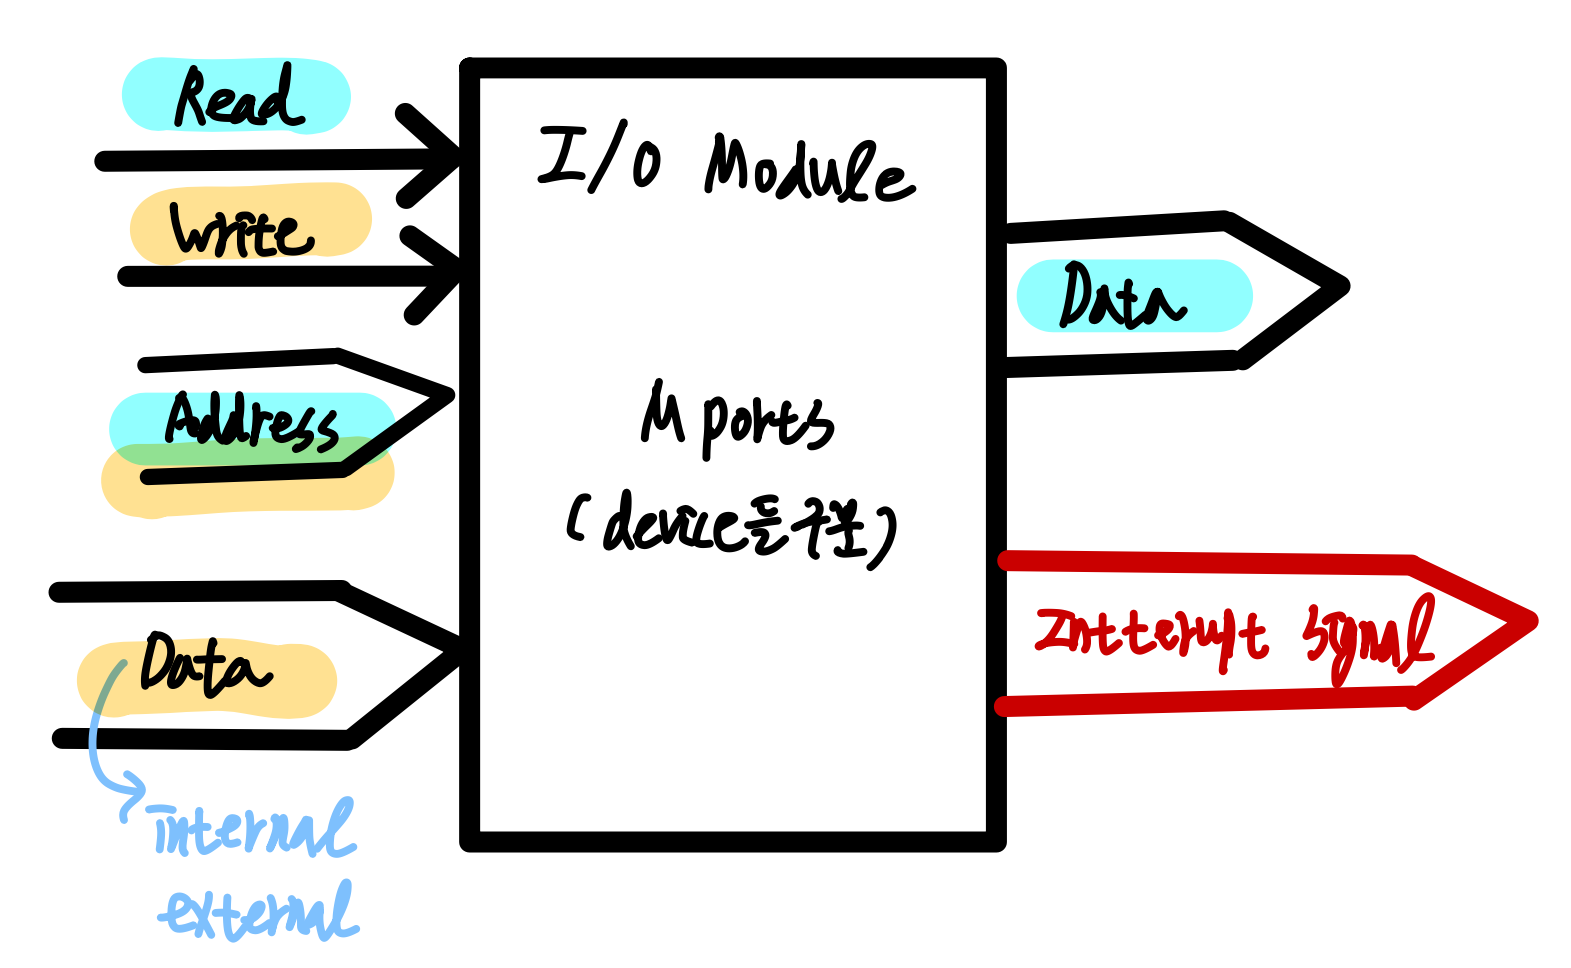 Read
Write
Address
Data
internal
external
I/O Module
M ports
(device들 구분)
Data
Intterupt signal